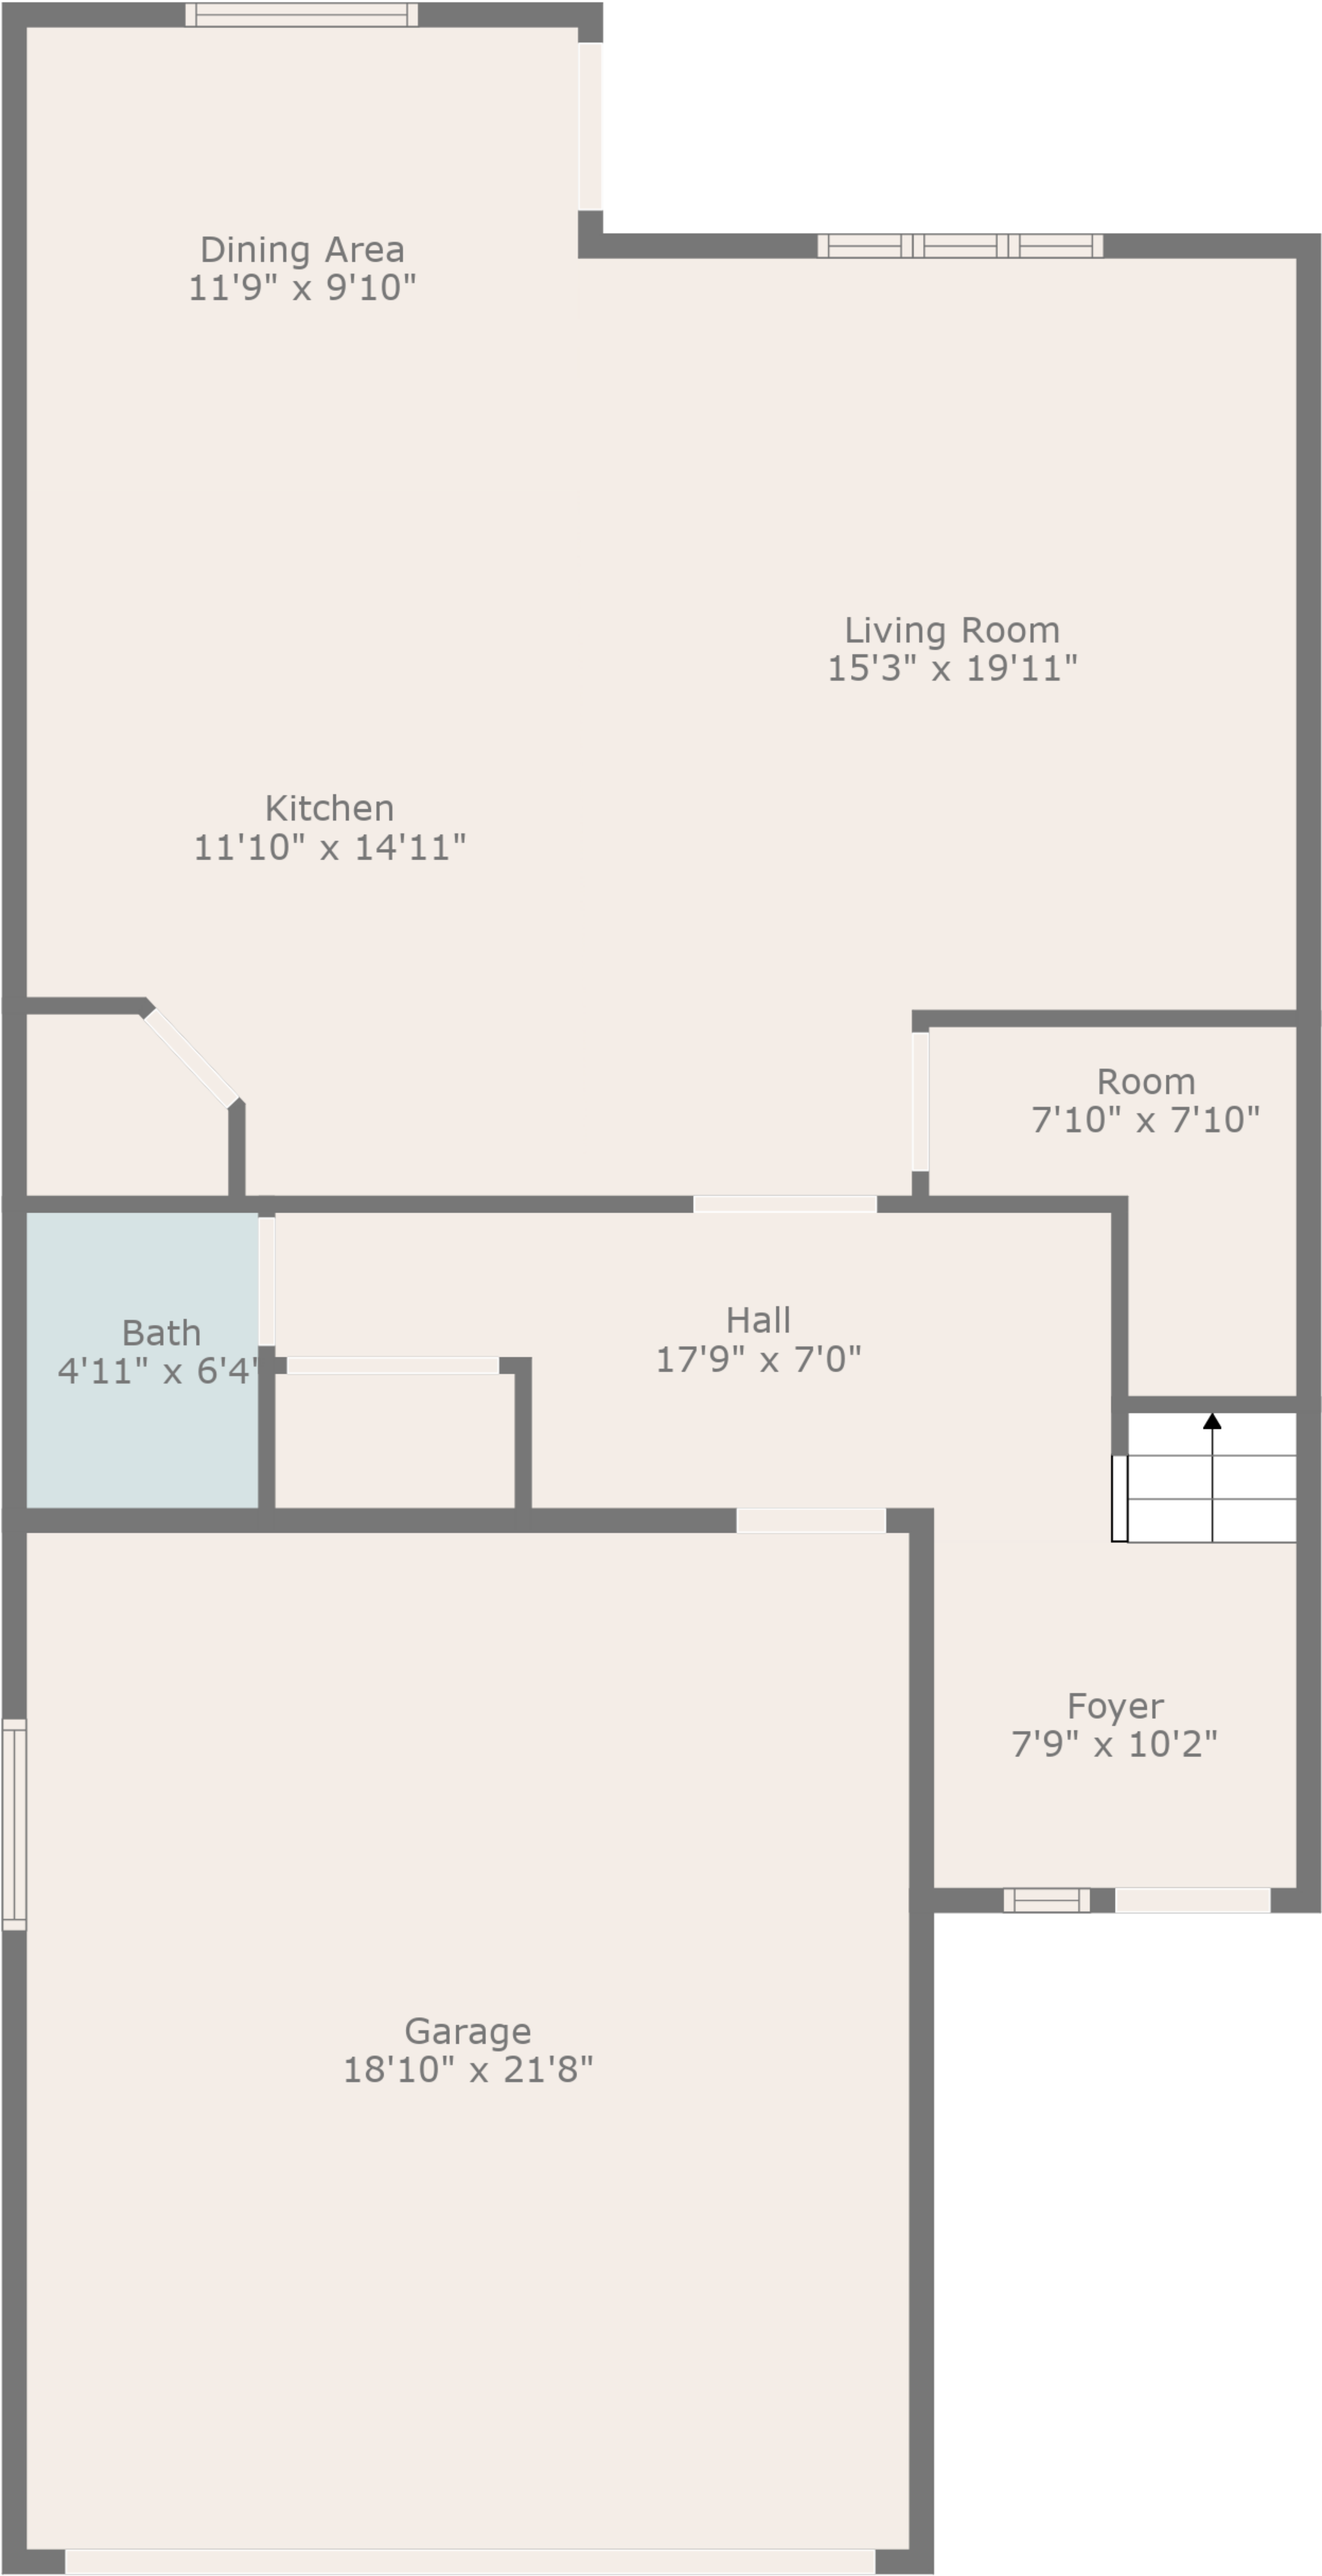 Dining Area
11'9" x 9'10"
Living Room
15'3" x 19'11"
Kitchen
11'10" x 14'11"
Room
7'10" x 7'10"
Hall
17'9" x 7'0"
Bath
4'11" x 6'4"
Foyer
7'9" x 10'2"
Garage
18'10" x 21'8"